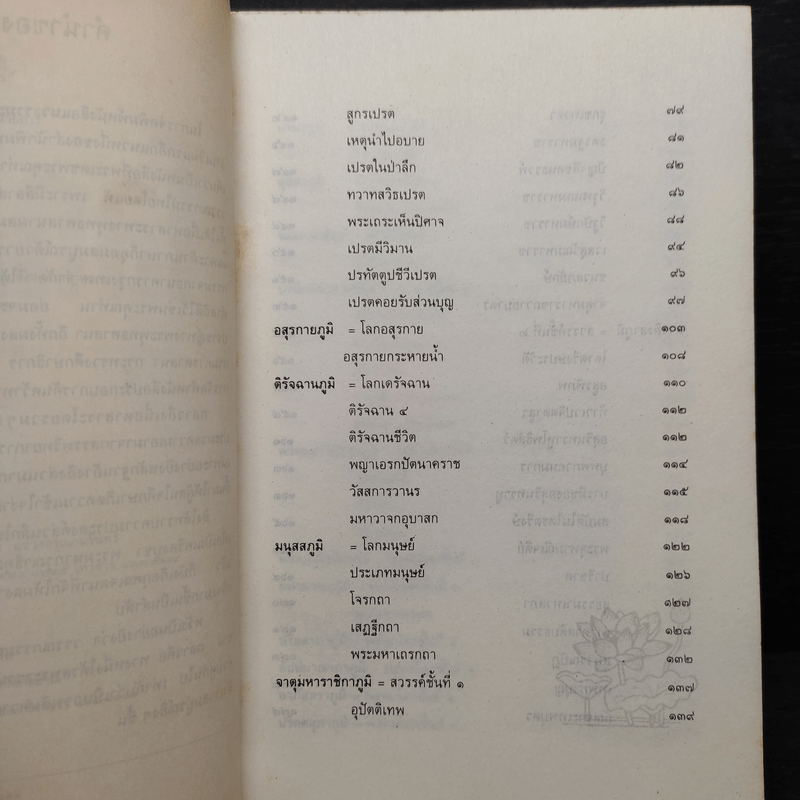 สูกรเปรต ๗๙
เหตุนำไปอบาย ๘๑
เปรตในป่าลึก ๘๒
ทวาทสวิธเปรต ๘๖
พระเถระเห็นปิศาจ ๘๘
เปรตมีวิมาน ๙๔
ปรทัตตูปชีวีเปรต ๙๖
เปรตคอยรับส่วนบุญ ๙๗
อสุรกายภูมิ = โลกอสุรกาย ๑๐๓
อสุรกายกระหายน้ำ ๑๐๘
ติรัจฉานภูมิ = โลกเดรัจฉาน ๑๑๐
ติรัจฉาน ๔ ๑๑๒
ติรัจฉานชีวิต ๑๑๒
พญาเอรกปัตนาคราช ๑๑๔
วัสสการวานร ๑๑๕
มหาวาจกอุบาสก ๑๑๘
มนุสสภูมิ = โลกมนุษย์ ๑๒๒
ประเภทมนุษย์ ๑๒๖
โจรกถา ๑๒๗
เสฏฐีกถา ๑๒๘
พระมหาเถรกถา ๑๓๒
จาตุมหาราชิกาภูมิ = สวรรค์ชั้นที่ ๑ ๑๓๗
อุปัตติเทพ ๑๓๙